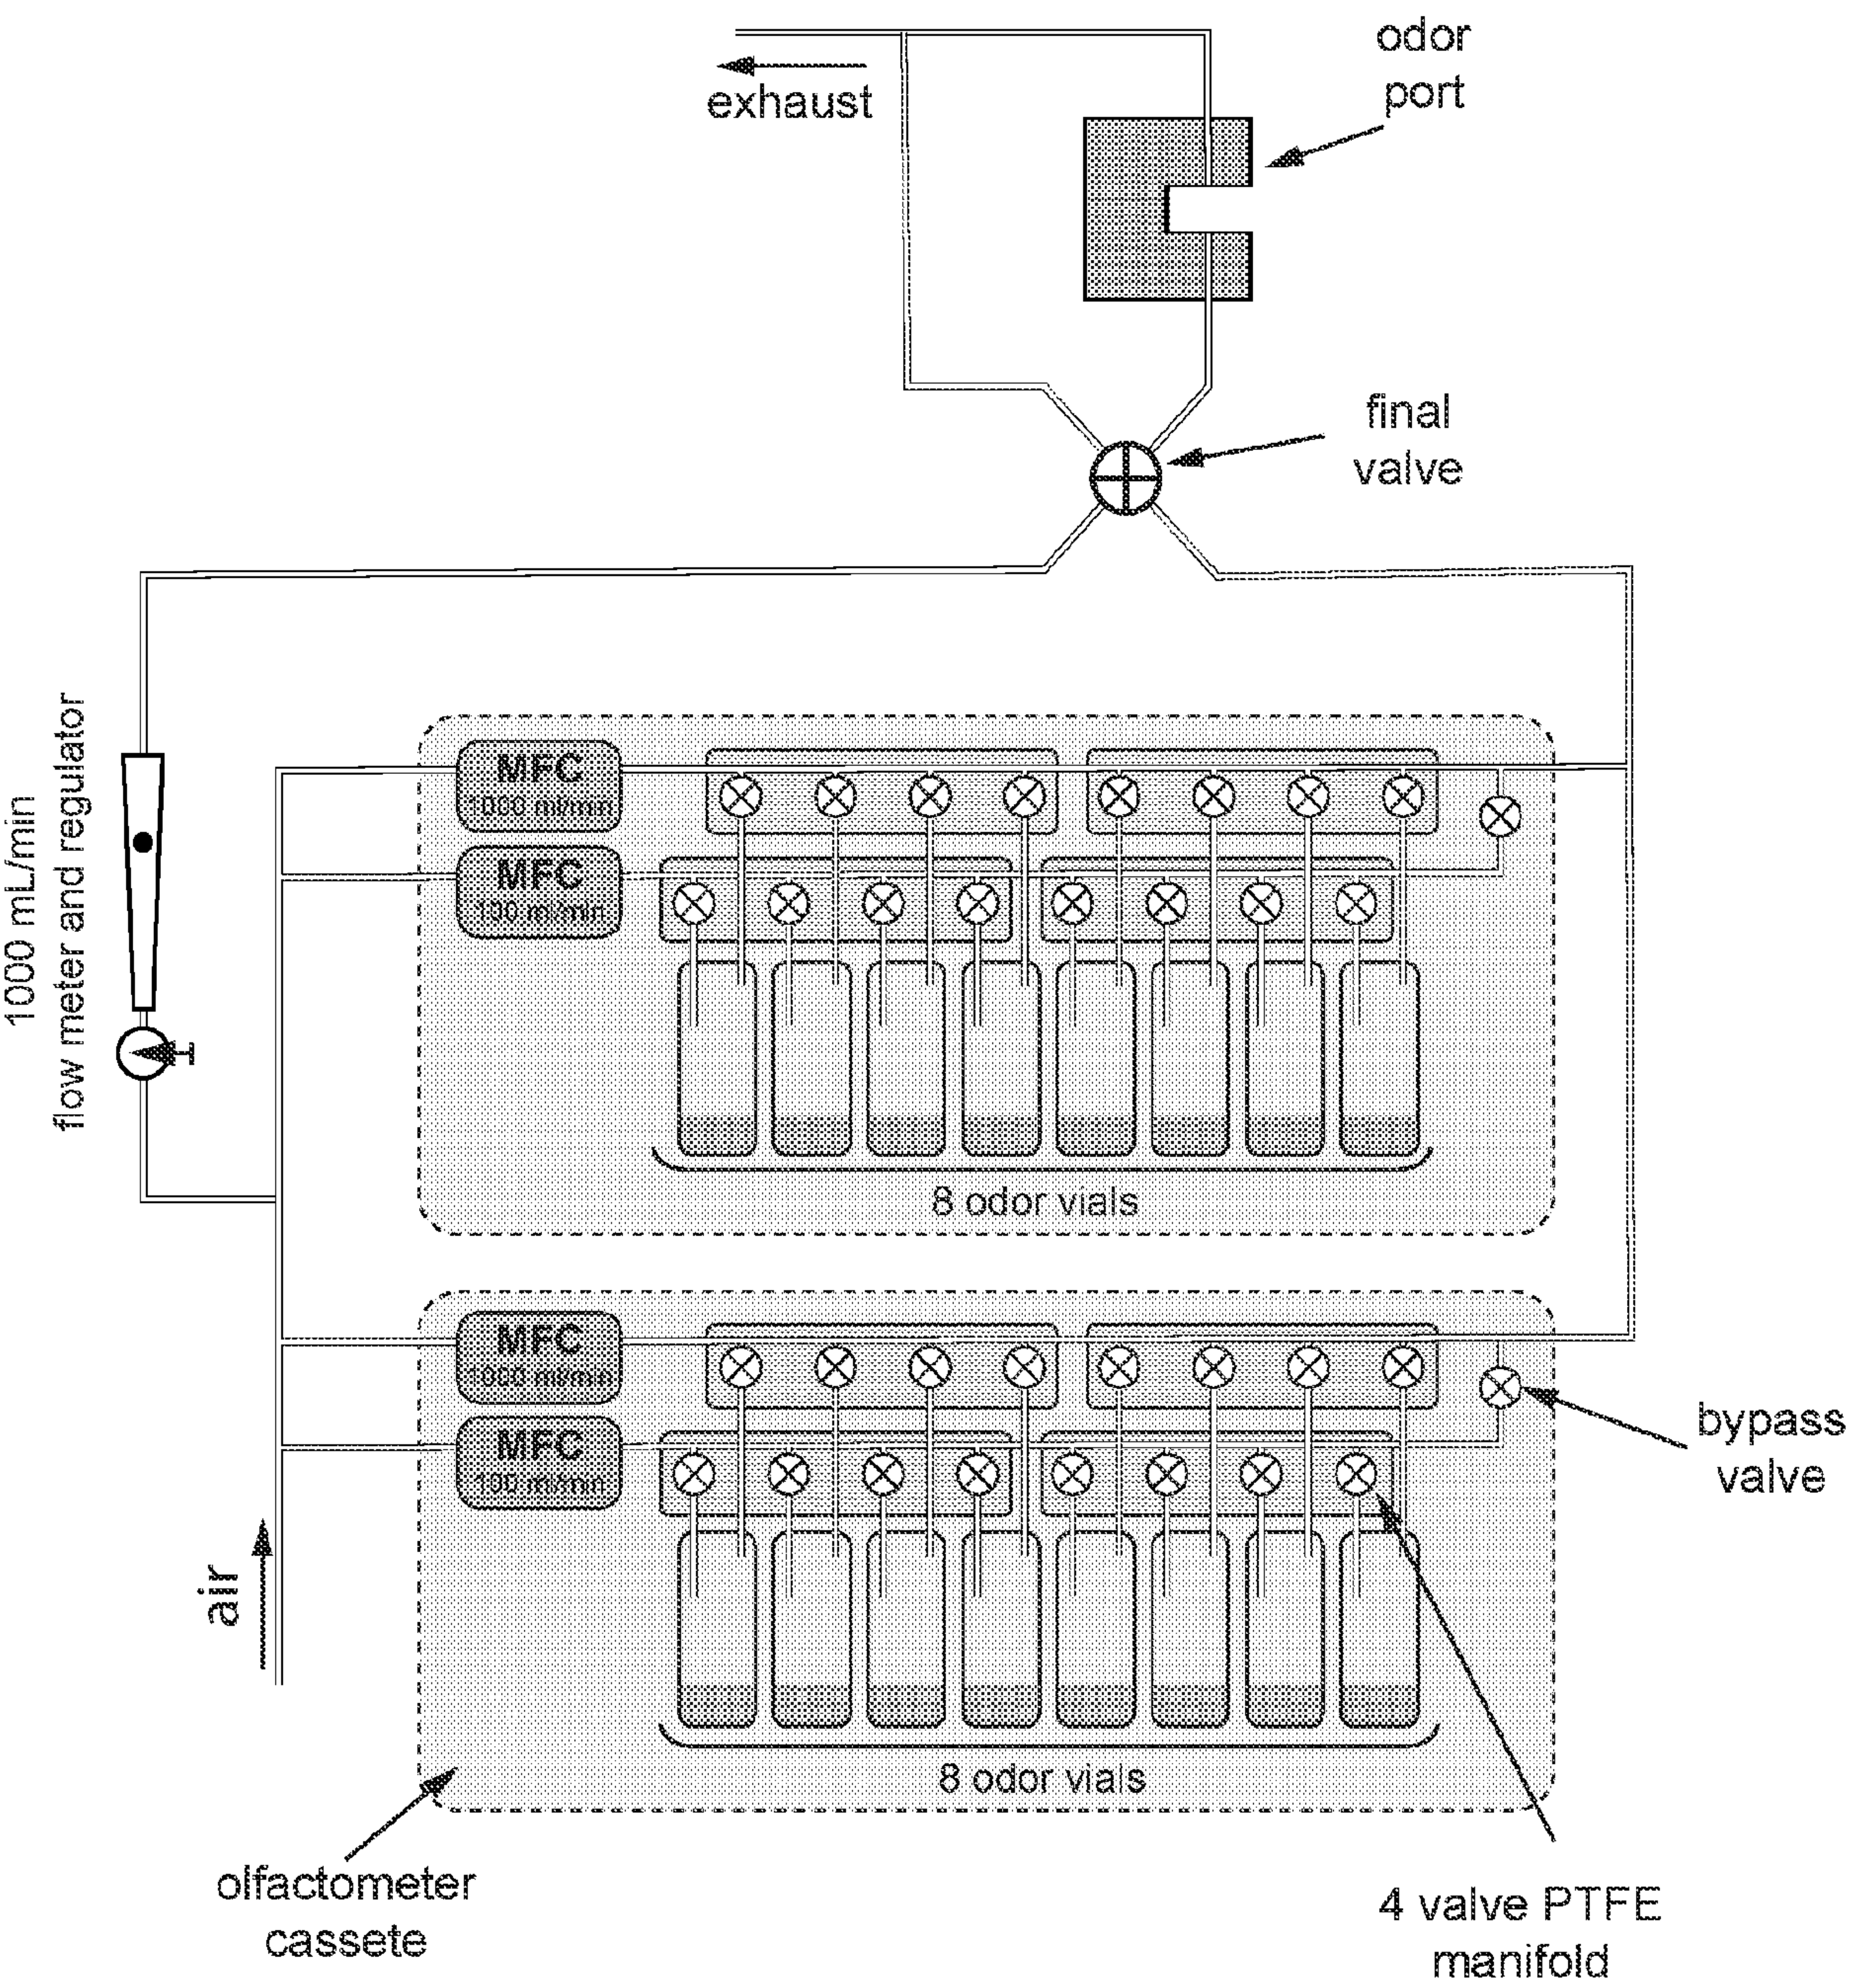 odor
port
exhaust
final
valve
1000 mL/min
flow meter and regulator
MFC
1000 ml/min
MFC
100 ml/min
8 odor vials
MFC
1000 ml/min
MFC
100 ml/min
bypass
valve
air
8 odor vials
olfactometer
cassete
4 valve PTFE
manifold